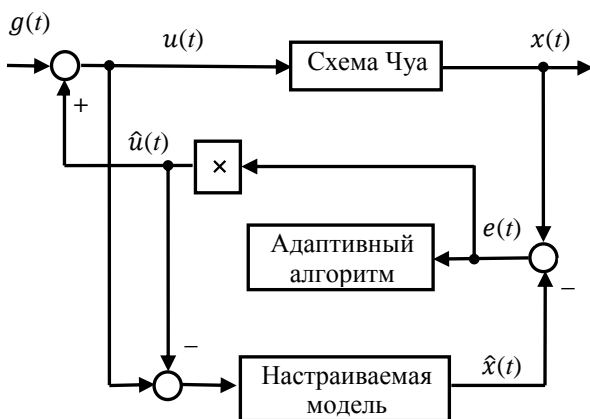 g(t)
u(t)
Схема Чуа
x(t)
+
û(t)
×
e(t)
Адаптивный
алгоритм
−
−
Настраиваемая
модель
x̂(t)